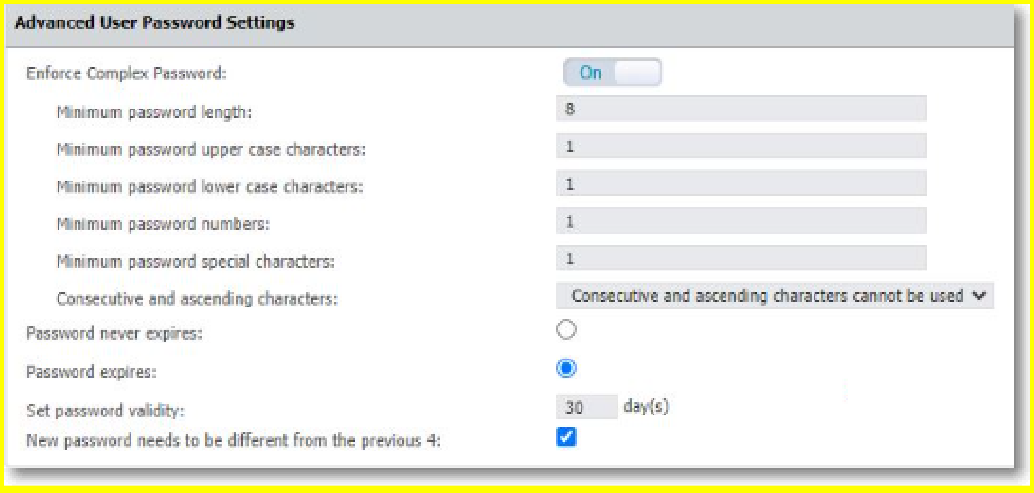 Advanced User Password Settings
Enforce Complex Password: On
Minimum password length: 8
Minimum password upper case characters: 1
Minimum password lower case characters: 1
Minimum password numbers: 1
Minimum password special characters: 1
Consecutive and ascending characters: Consecutive and ascending characters cannot be used
Password never expires:
Password expires:
Set password validity: 30 day(s)
New password needs to be different from the previous 4: